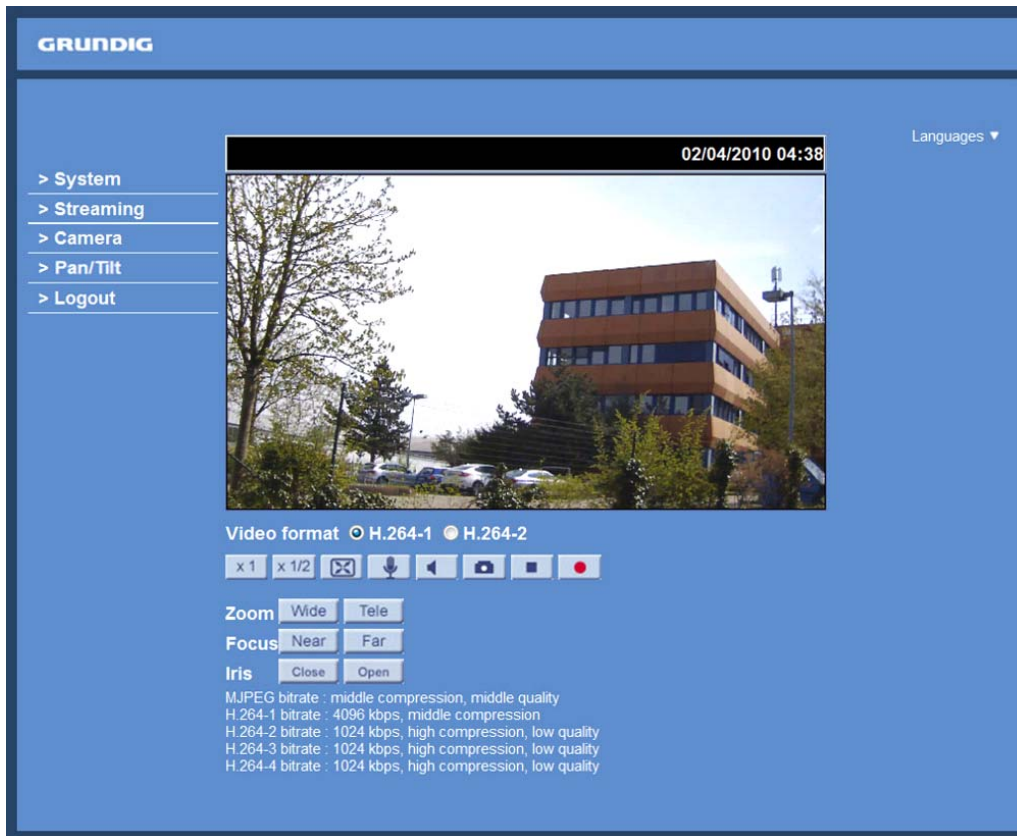 GRUNDIG
Languages ▼
02/04/2010 04:38
> System
> Streaming
> Camera
> Pan/Tilt
> Logout
Video format H.264-1 H.264-2
x 1 x 1/2
Zoom Wide Tele
Focus Near Far
Iris Close Open
MJPEG bitrate : middle compression, middle quality
H.264-1 bitrate : 4096 kbps, middle compression
H.264-2 bitrate : 1024 kbps, high compression, low quality
H.264-3 bitrate : 1024 kbps, high compression, low quality
H.264-4 bitrate : 1024 kbps, high compression, low quality